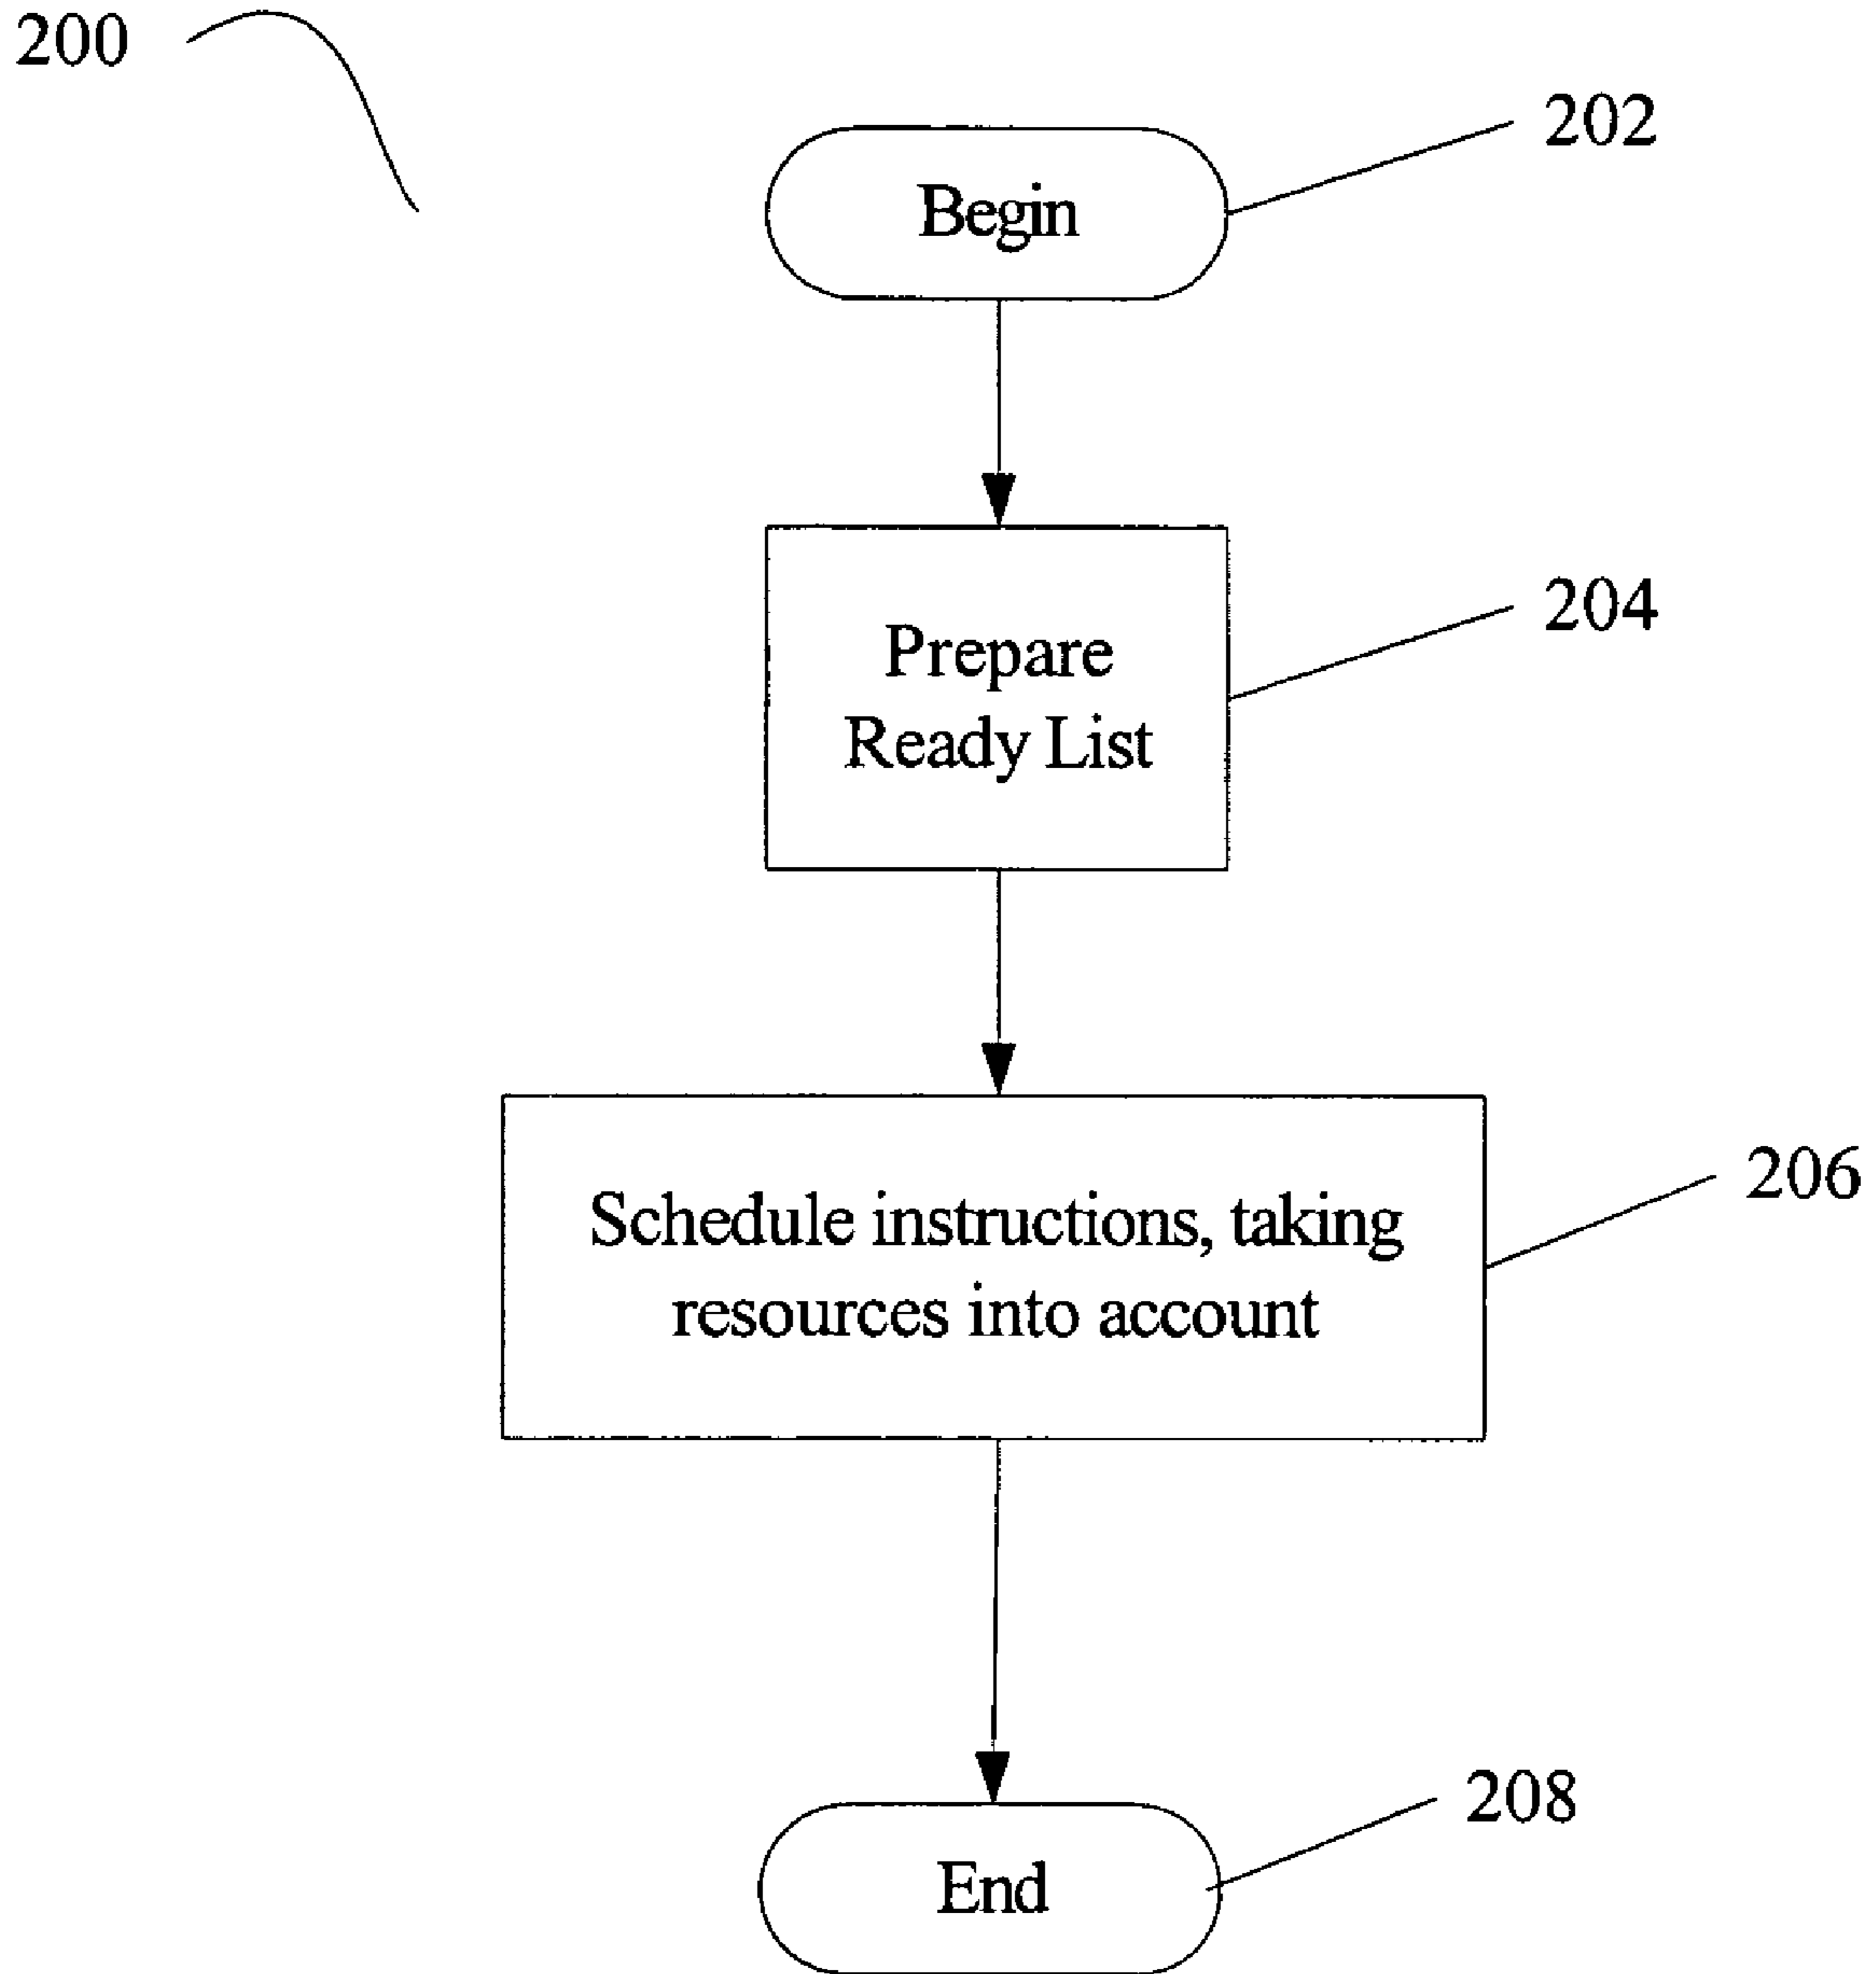 200
202
Begin
204
Prepare
Ready List
206
Schedule instructions, taking
resources into account
208
End